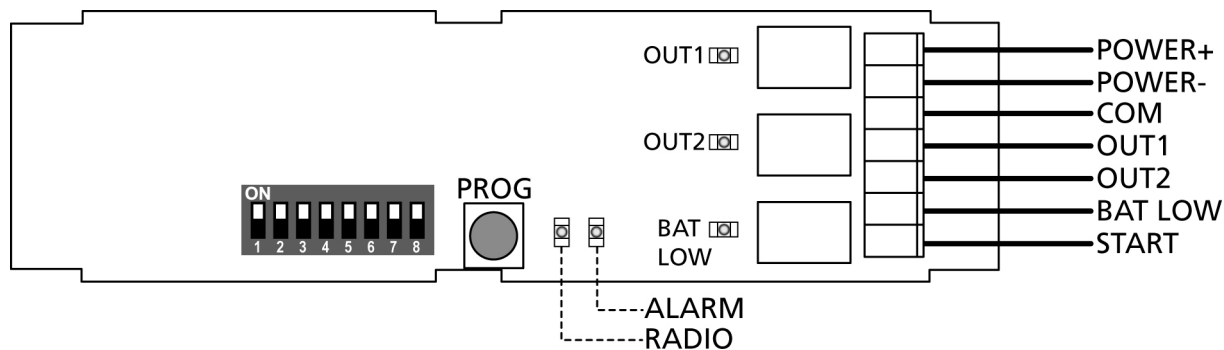 OUT1
POWER+
POWER-
COM
OUT2
OUT1
OUT2
ON
PROG
1 2 3 4 5 6 7 8
BAT
LOW
BAT LOW
START
ALARM
RADIO